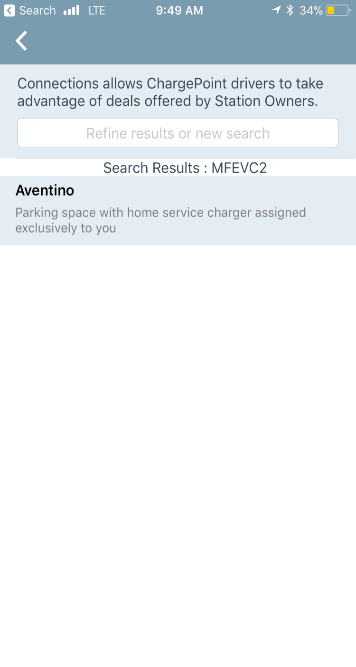 Search LTE 9:49 AM 34%
Connections allows ChargePoint drivers to take
advantage of deals offered by Station Owners.
Refine results or new search
Search Results : MFEVC2
Aventino
Parking space with home service charger assigned
exclusively to you